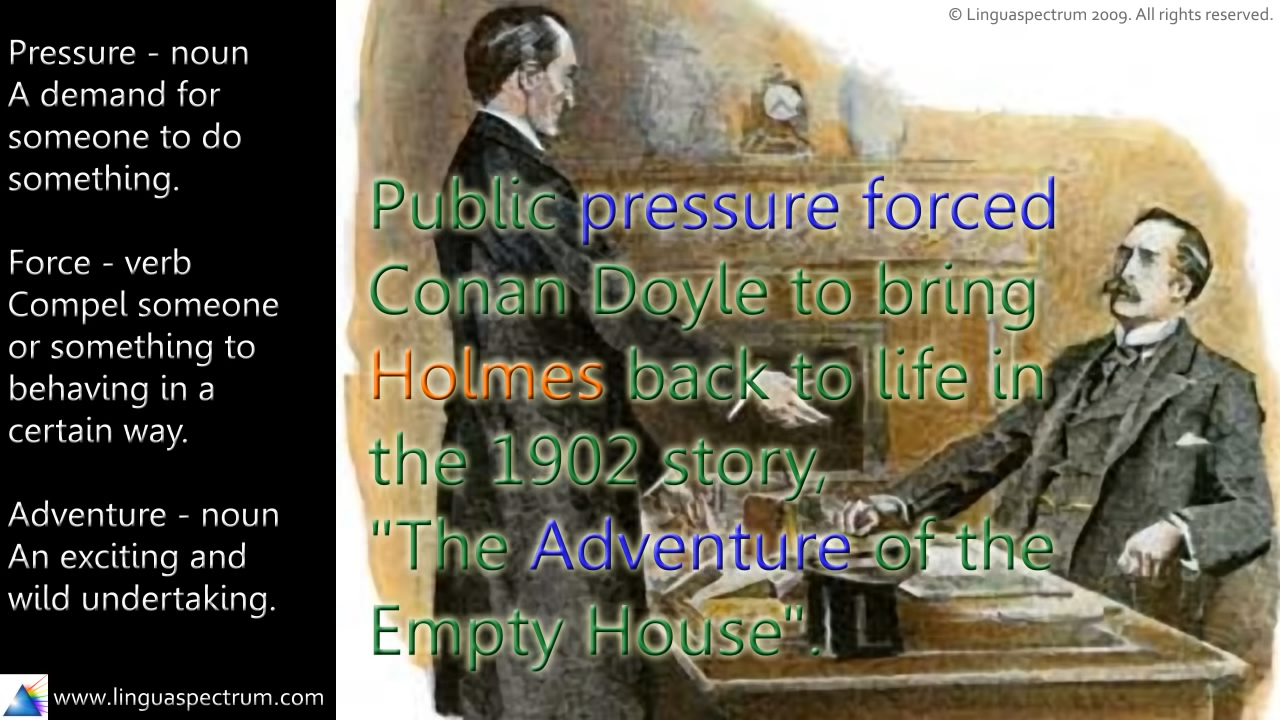 © Linguaspectrum 2009. All rights reserved.
Pressure - noun
A demand for
someone to do
something.
Force - verb
Compel someone
or something to
behaving in a
certain way.
Adventure - noun
An exciting and
wild undertaking.
www.linguaspectrum.com
Public pressure forced
Conan Doyle to bring
Holmes back to life in
the 1902 story,
"The Adventure of the
Empty House".